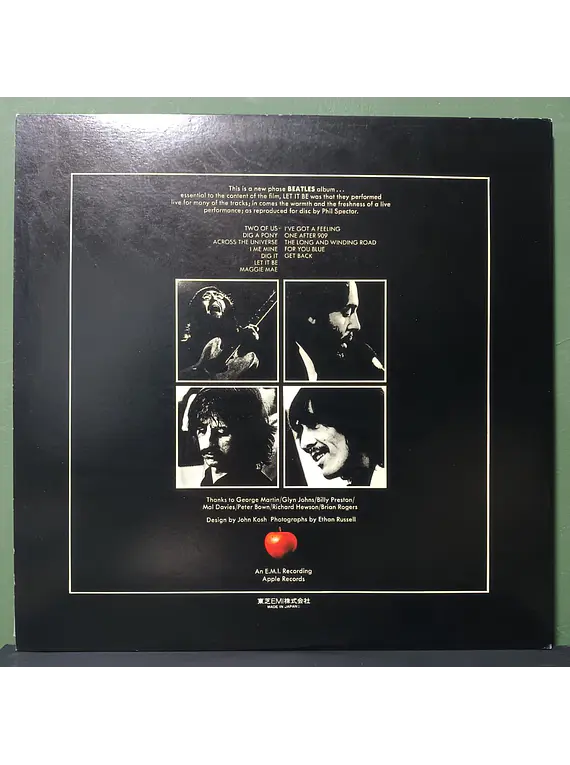 This is a new phase BEATLES album...
essential to the content of the film, LET IT BE was that they performed
live for many of the tracks; in comes the warmth and the freshness of a live
performance; as reproduced for disc by Phil Spector.
TWO OF US
DIG A PONY
ACROSS THE UNIVERSE
I ME MINE
DIG IT
LET IT BE
MAGGIE MAE
I'VE GOT A FEELING
ONE AFTER 909
THE LONG AND WINDING ROAD
FOR YOU BLUE
GET BACK
Thanks to George Martin/Glyn Johns/Billy Preston/
Mal Davies/Peter Bown/Richard Hewson/Brian Rogers
Design by John Kosh Photographs by Ethan Russell
An E.M.I. Recording
Apple Records
東芝EMI株式会社
MADE IN JAPAN